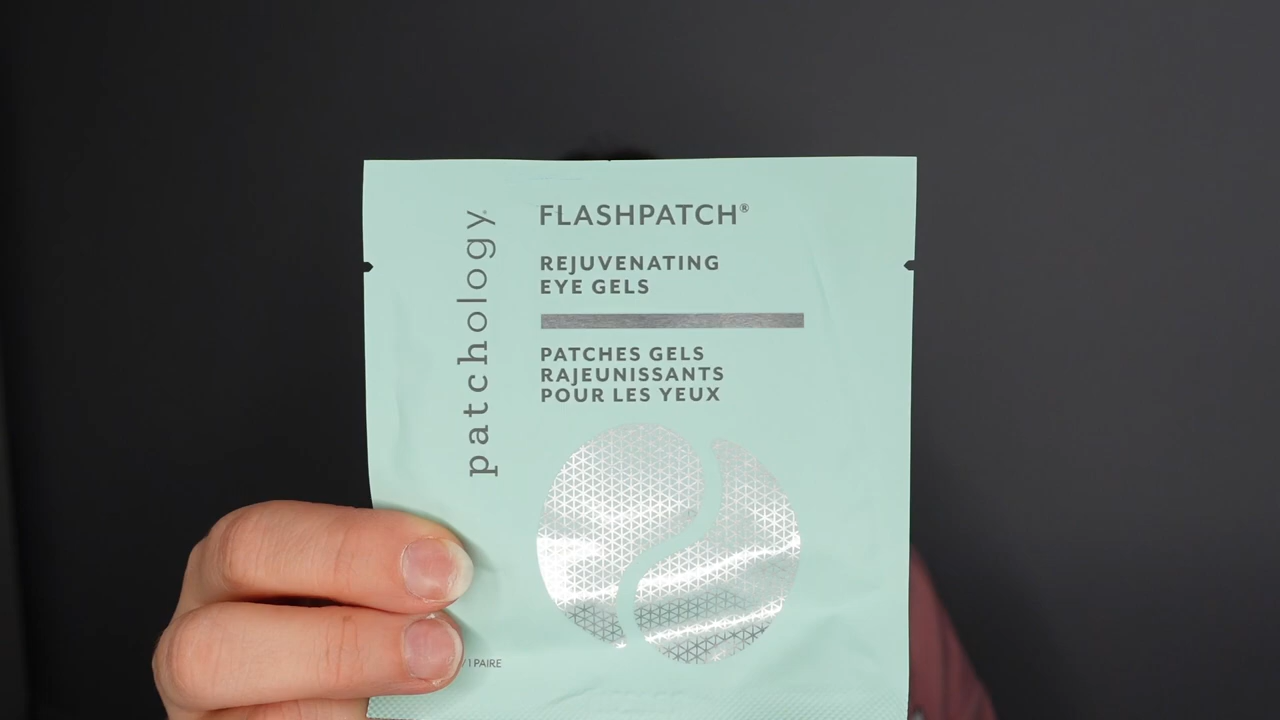 patchology
FLASHPATCH®
REJUVENATING
EYE GELS
PATCHES GELS
RAJEUNISSANTS
POUR LES YEUX
/1 PAIRE